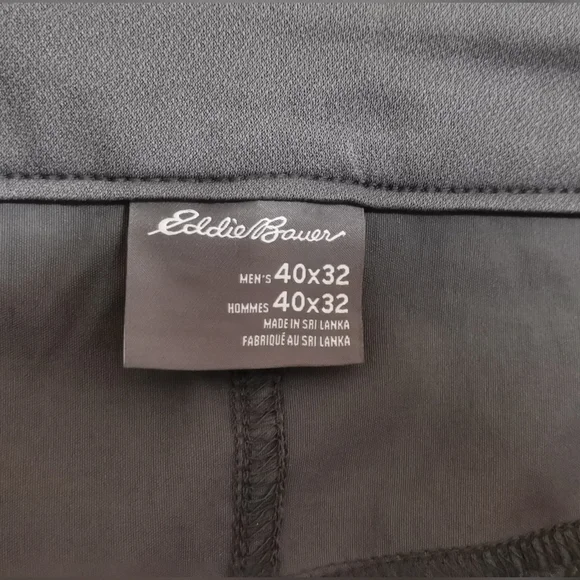 Eddie Bauer
MEN'S 40x32
HOMMES 40x32
MADE IN SRI LANKA
FABRIQUÉ AU SRI LANKA